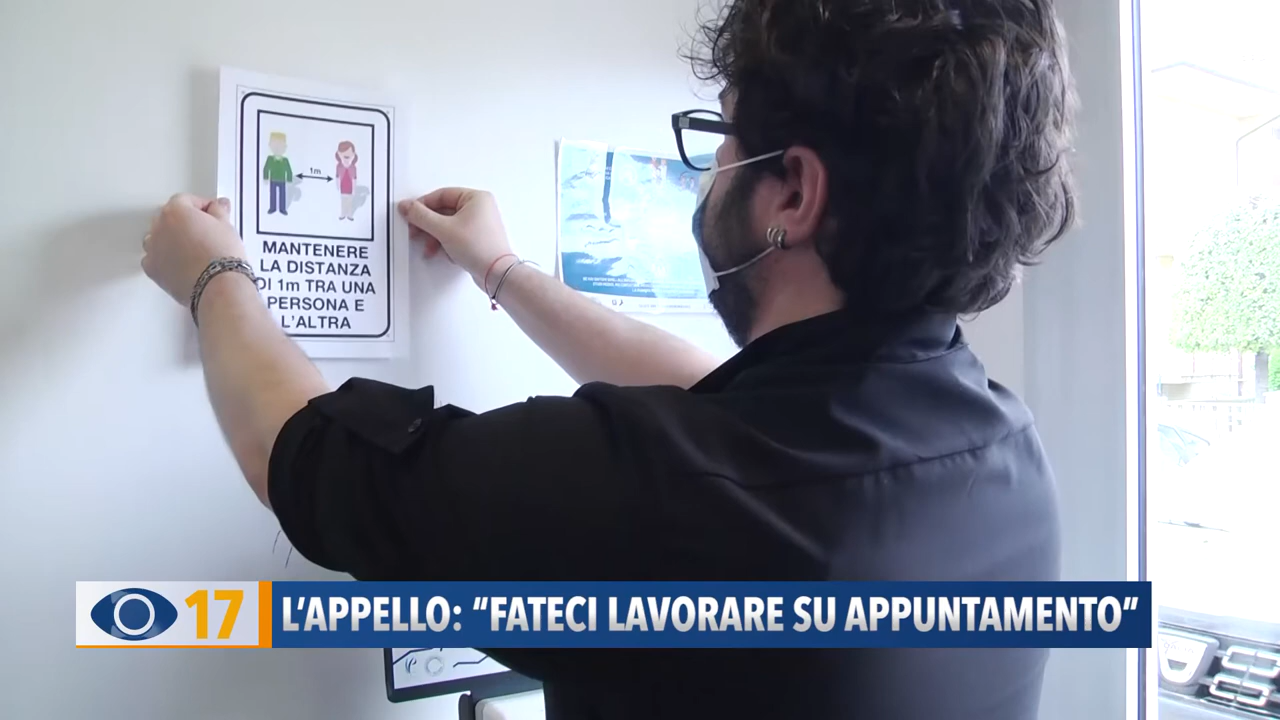 1m
MANTENERE
LA DISTANZA
DI 1m TRA UNA
PERSONA E
L'ALTRA
17
L'APPELLO: “FATECI LAVORARE SU APPUNTAMENTO”